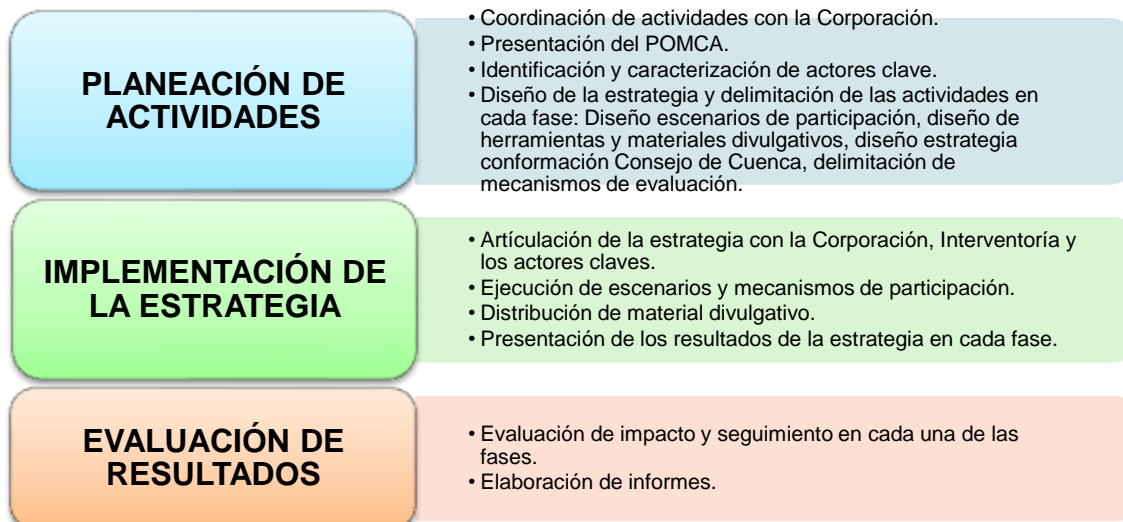 PLANEACIÓN DE
ACTIVIDADES
• Coordinación de actividades con la Corporación.
• Presentación del POMCA.
• Identificación y caracterización de actores clave.
• Diseño de la estrategia y delimitación de las actividades en
cada fase: Diseño escenarios de participación, diseño de
herramientas y materiales divulgativos, diseño estrategia
conformación Consejo de Cuenca, delimitación de
mecanismos de evaluación.
IMPLEMENTACIÓN DE
LA ESTRATEGIA
• Artículación de la estrategia con la Corporación, Interventoría y
los actores claves.
• Ejecución de escenarios y mecanismos de participación.
• Distribución de material divulgativo.
• Presentación de los resultados de la estrategia en cada fase.
EVALUACIÓN DE
RESULTADOS
• Evaluación de impacto y seguimiento en cada una de las
fases.
• Elaboración de informes.